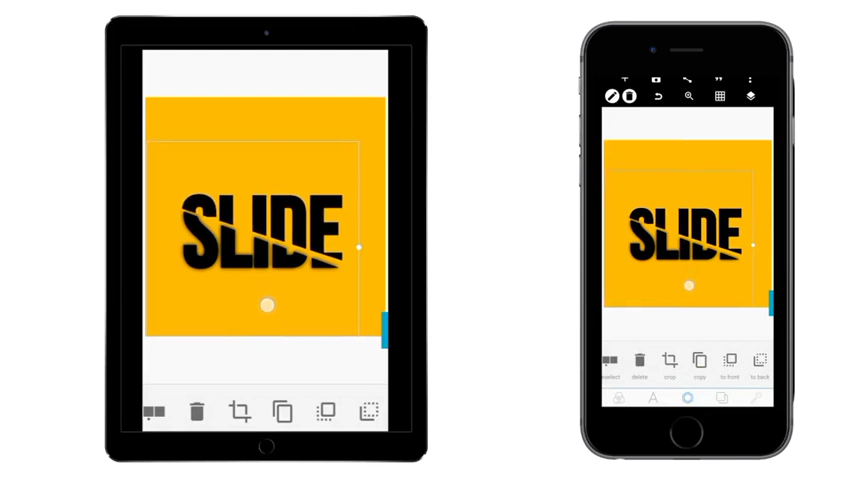 SLIDE
SLIDE
select
delete
crop
copy
to front
to back